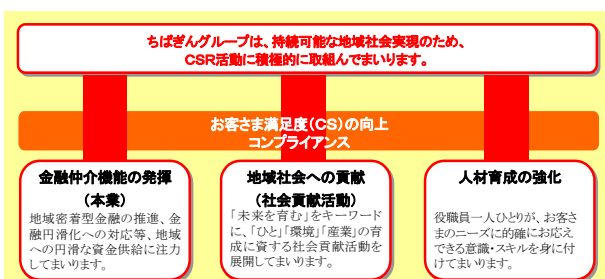 ちばぎんグループは、持続可能な地域社会実現のため、
CSR活動に積極的に取組んでまいります。
お客さま満足度(CS)の向上
コンプライアンス
金融仲介機能の発揮
(本業)
地域密着型金融の推進、金
融円滑化への対応等、地域
への円滑な資金供給に注力
してまいります。
地域社会への貢献
(社会貢献活動)
「未来を育む」をキーワード
に、「ひと」「環境」「産業」の育
成に資する社会貢献活動を
展開してまいります。
人材育成の強化
役職員一人ひとりが、お客さ
まのニーズに的確にお応え
できる意識・スキルを身に付
けてまいります。